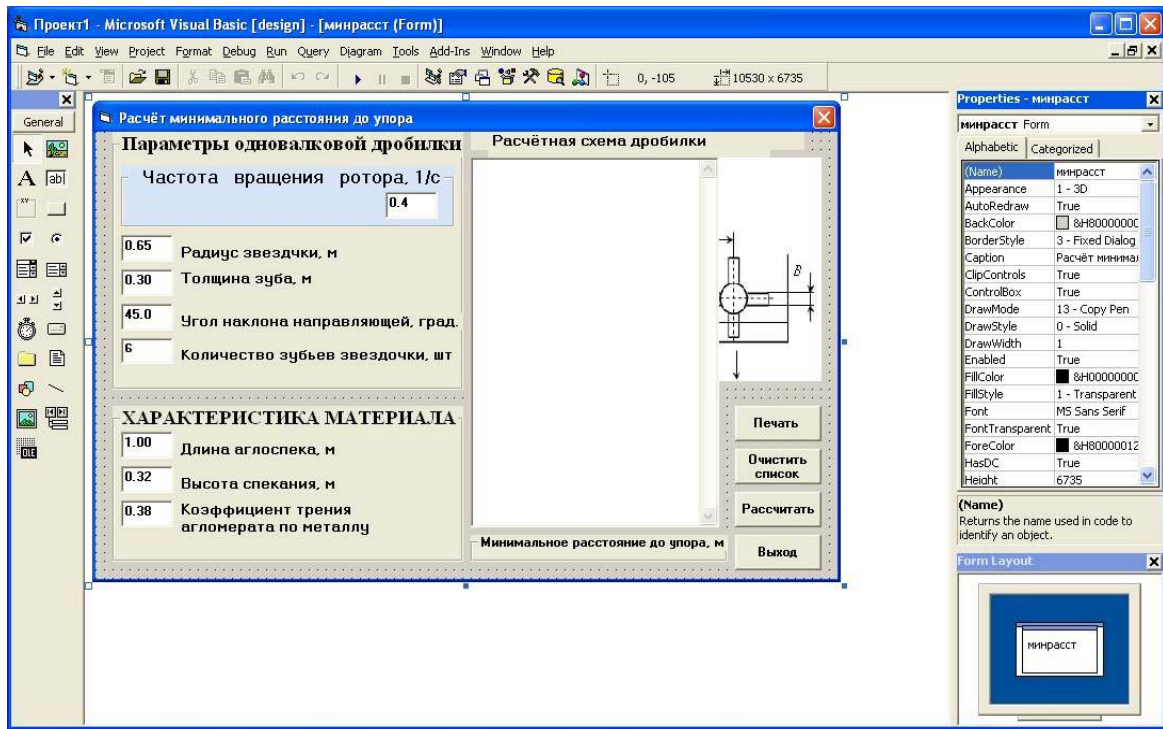 Проект1 - Microsoft Visual Basic [design] - [минрасст (Form)]
File Edit View Project Format Debug Run Query Diagram Tools Add-Ins Window Help
0, -105
10530 x 6735
General
A
ab|
xv
OLE
Расчёт минимального расстояния до упора
Параметры одновалковой дробилки
Частота вращения ротора, 1/с
0.4
0.65
Радиус звездчки, м
0.30
Толщина зуба, м
45.0
Угол наклона направляющей, град.
6
Количество зубьев звездочки, шт
ХАРАКТЕРИСТИКА МАТЕРИАЛА
1.00
Длина аглоспека, м
0.32
Высота спекания, м
0.38
Коэффициент трения
агломерата по металлу
Расчётная схема дробилки
B
Минимальное расстояние до упора, м
Печать
Очистить
список
Рассчитать
Выход
Properties - минрасст
минрасст Form
Alphabetic Categorized
(Name) минрасст
Appearance 1 - 3D
AutoRedraw True
BackColor &H8000000C
BorderStyle 3 - Fixed Dialog
Caption Расчёт минимал
ClipControls True
ControlBox True
DrawMode 13 - Copy Pen
DrawStyle 0 - Solid
DrawWidth 1
Enabled True
FillColor &H0000000C
FillStyle 1 - Transparent
Font MS Sans Serif
FontTransparent True
ForeColor &H80000012
HasDC True
Height 6735
(Name)
Returns the name used in code to
identify an object.
Form Layout
минрасст